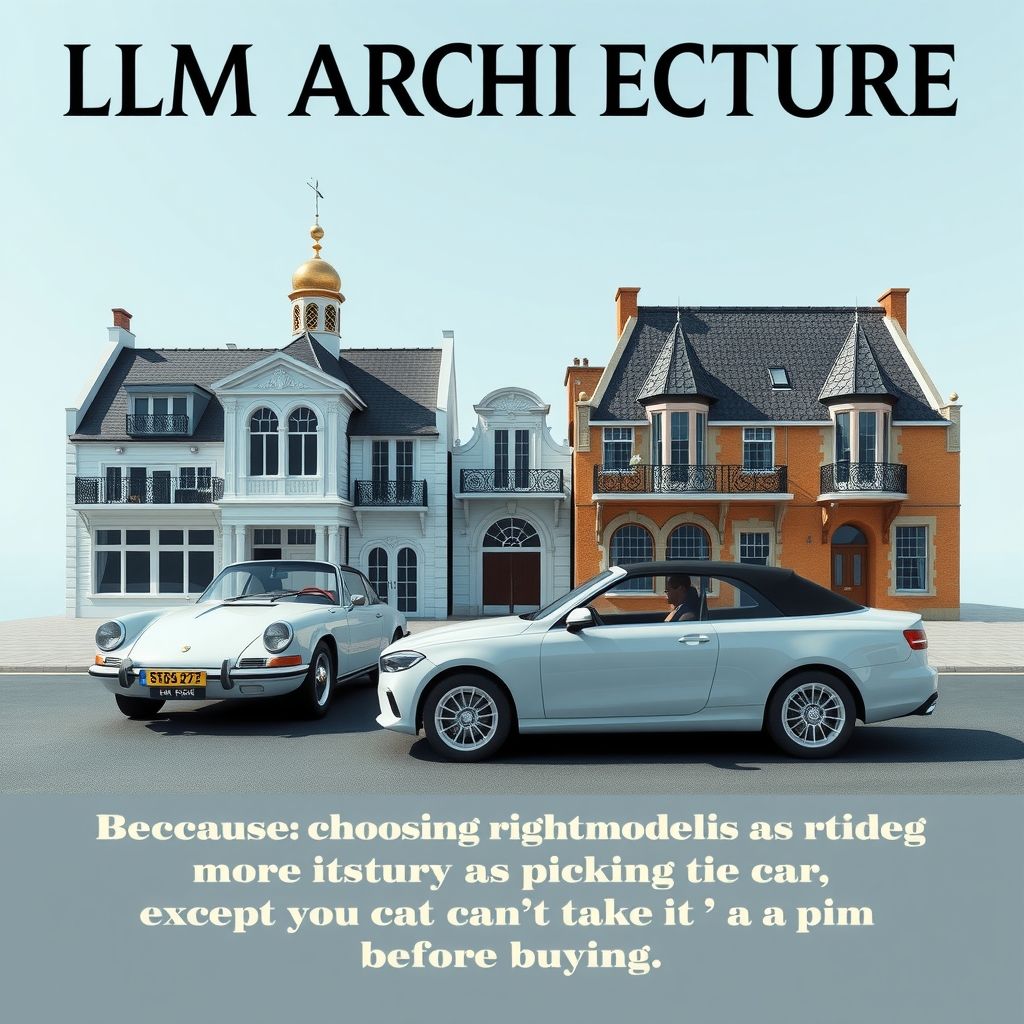 LLM ARCHI ECTURE
Beccause: choosing rightmodelis as rtideg
more itstury as picking tie car,
except you cat can't take it ’ a a pim
before buying.